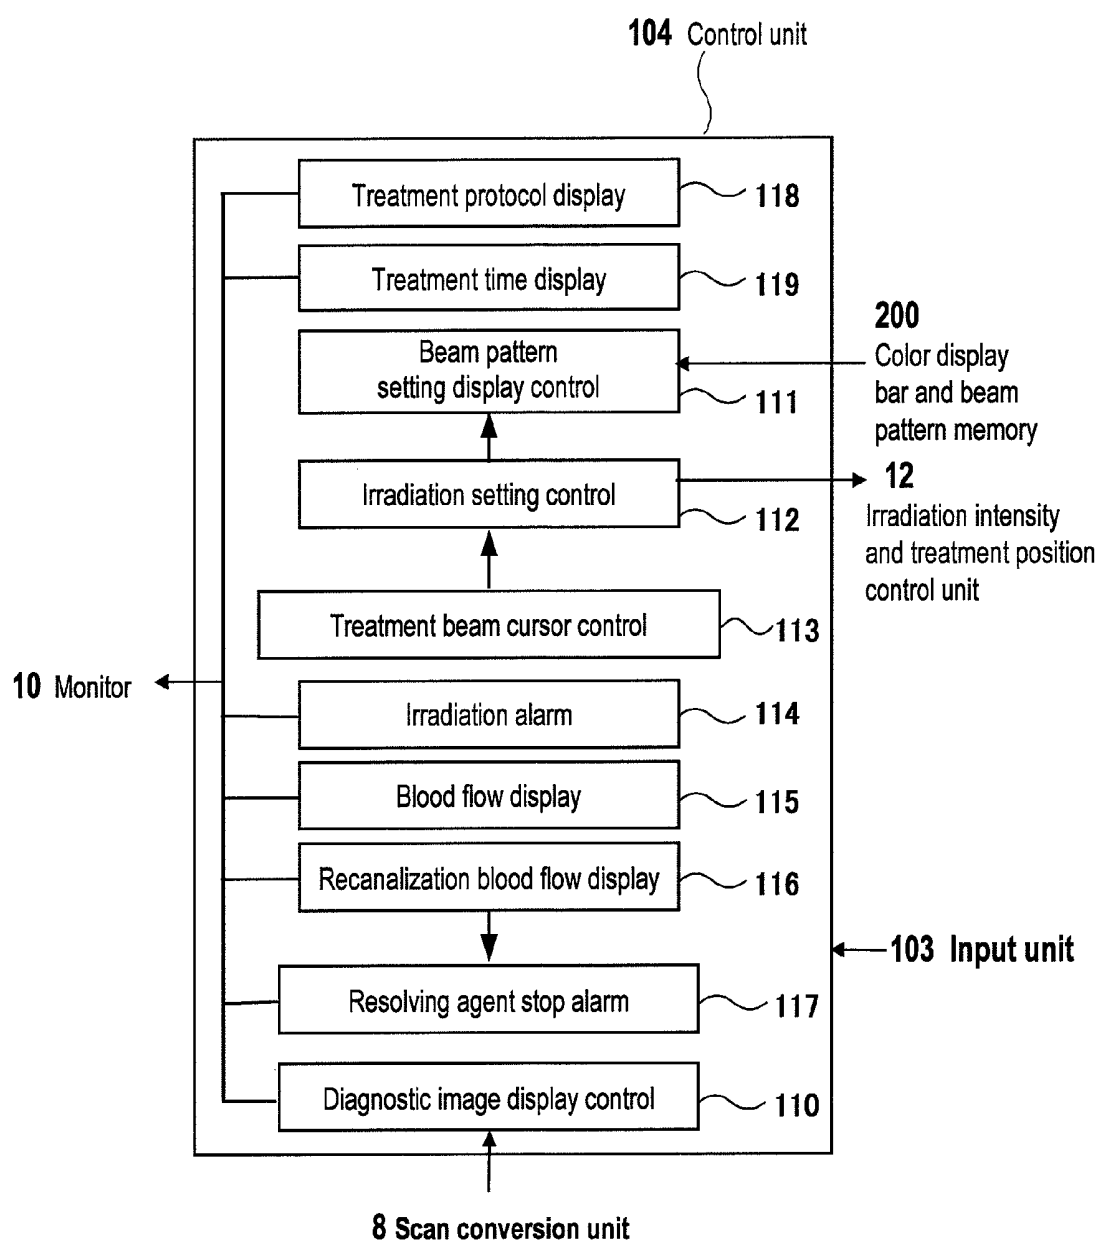 104 Control unit
Treatment protocol display
118
Treatment time display
119
Beam pattern
setting display control
111
200
Color display
bar and beam
pattern memory
Irradiation setting control
112
12
Irradiation intensity
and treatment position
control unit
Treatment beam cursor control
113
10 Monitor
Irradiation alarm
114
Blood flow display
115
Recanalization blood flow display
116
103 Input unit
Resolving agent stop alarm
117
Diagnostic image display control
110
8 Scan conversion unit